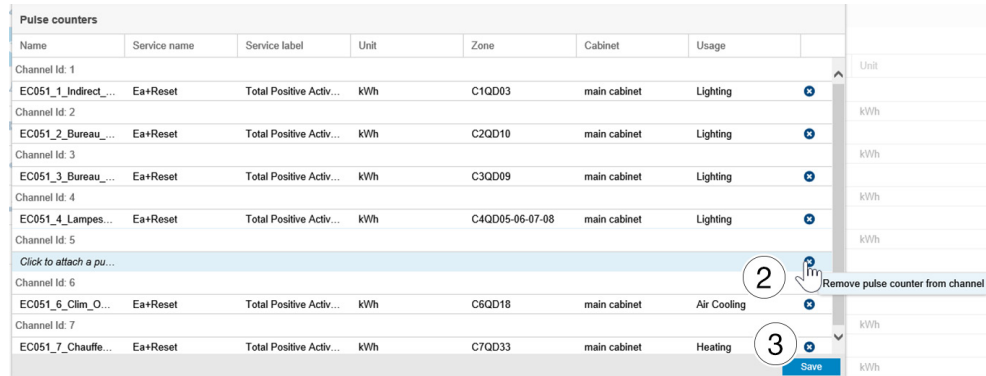 Pulse counters
Name Service name Service label Unit Zone Cabinet Usage
Channel Id: 1 Unit
EC051_1_Indirect_... Ea+Reset Total Positive Activ... kWh C1QD03 main cabinet Lighting
Channel Id: 2 kWh
EC051_2_Bureau_... Ea+Reset Total Positive Activ... kWh C2QD10 main cabinet Lighting
Channel Id: 3 kWh
EC051_3_Bureau_... Ea+Reset Total Positive Activ... kWh C3QD09 main cabinet Lighting
Channel Id: 4 kWh
EC051_4_Lampes... Ea+Reset Total Positive Activ... kWh C4QD05-06-07-08 main cabinet Lighting
Channel Id: 5 kWh
Click to attach a pu...
Channel Id: 6 2 Remove pulse counter from channel
EC051_6_Clim_O... Ea+Reset Total Positive Activ... kWh C6QD18 main cabinet Air Cooling
Channel Id: 7 kWh
EC051_7_Chauffe... Ea+Reset Total Positive Activ... kWh C7QD33 main cabinet Heating 3
Save kWh